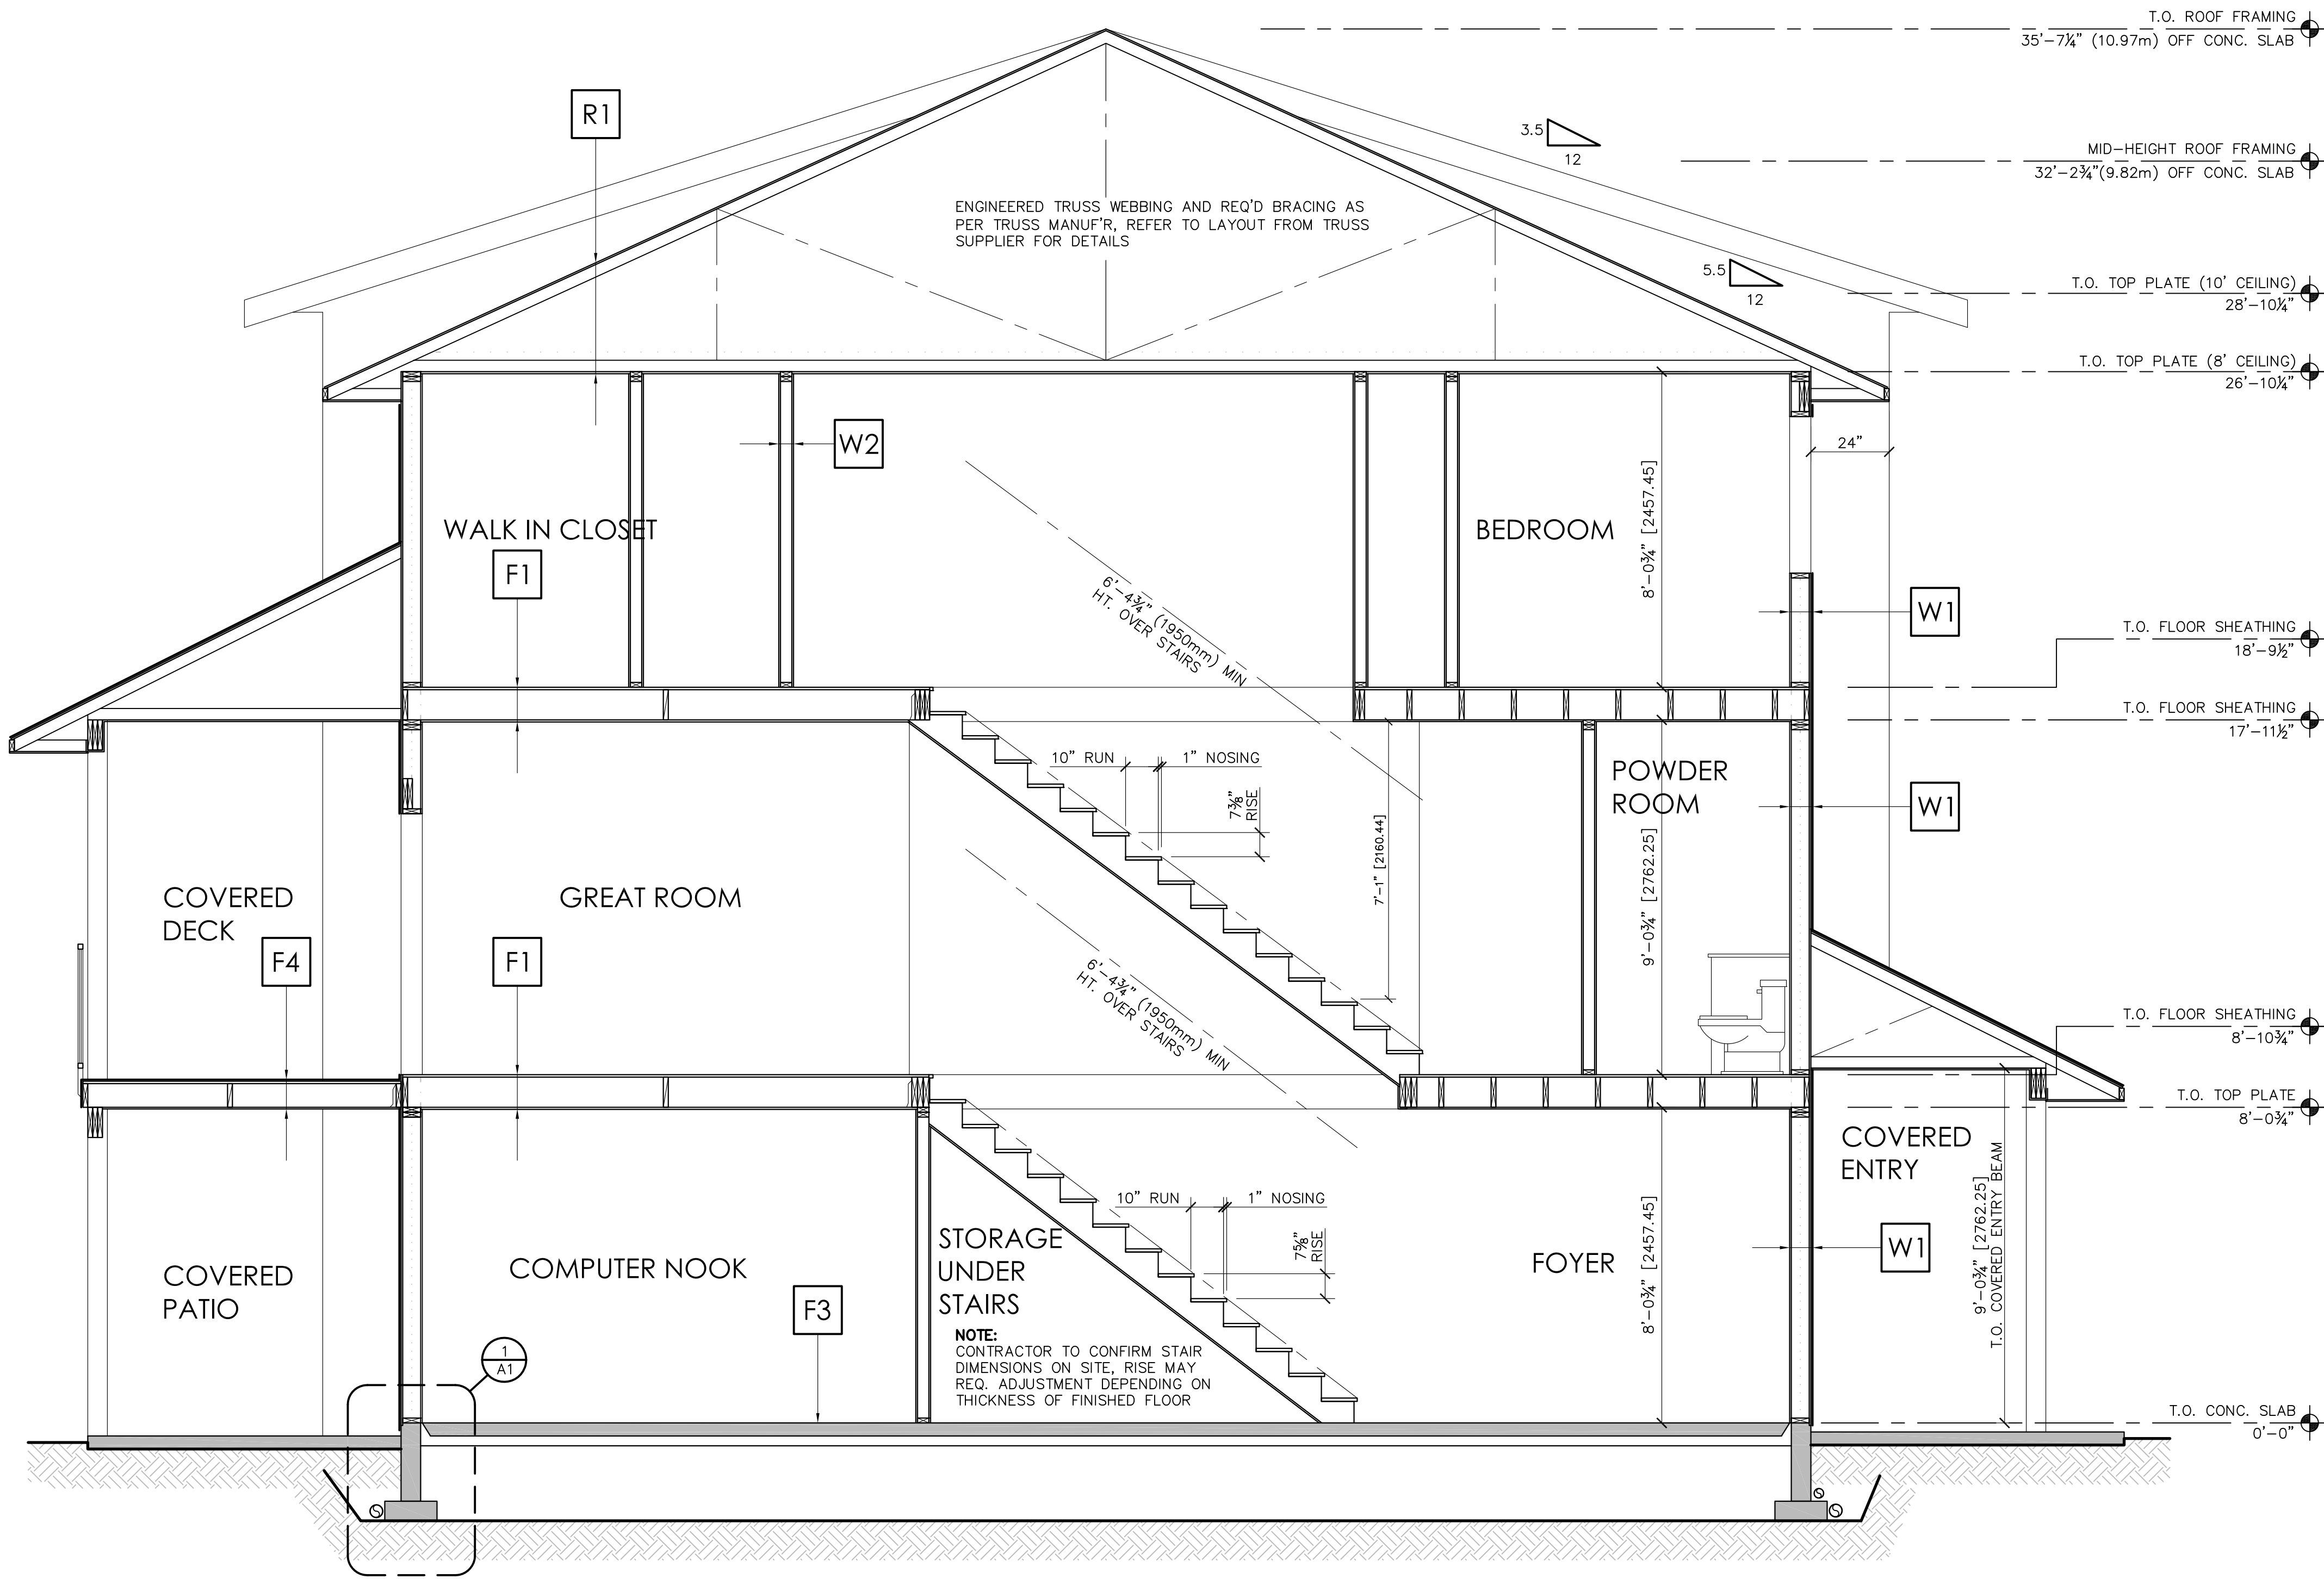 T.O. ROOF FRAMING
35'-7¼" (10.97m) OFF CONC. SLAB
R1
3.5
12
MID-HEIGHT ROOF FRAMING
32'-2¾"(9.82m) OFF CONC. SLAB
ENGINEERED TRUSS WEBBING AND REQ'D BRACING AS
PER TRUSS MANUF'R, REFER TO LAYOUT FROM TRUSS
SUPPLIER FOR DETAILS
5.5
12
T.O. TOP PLATE (10' CEILING)
28'-10¼"
T.O. TOP PLATE (8' CEILING)
26'-10¼"
W2
24"
WALK IN CLOSET
BEDROOM
8'-0¾" [2457.45]
F1
6'-4¾" (1950mm) MIN
HT. OVER STAIRS
W1
T.O. FLOOR SHEATHING
18'-9½"
T.O. FLOOR SHEATHING
17'-11½"
10" RUN
1" NOSING
7⅜"
RISE
POWDER
ROOM
W1
7'-1" [2160.44]
9'-0¾" [2762.25]
COVERED
DECK
GREAT ROOM
F4
F1
6'-4¾" (1950mm) MIN
HT. OVER STAIRS
T.O. FLOOR SHEATHING
8'-10¾"
T.O. TOP PLATE
8'-0¾"
COVERED
ENTRY
10" RUN
1" NOSING
7⅝"
RISE
COVERED
PATIO
COMPUTER NOOK
STORAGE
UNDER
STAIRS
FOYER
8'-0¾" [2457.45]
W1
9'-0¾" [2762.25]
T.O. COVERED ENTRY BEAM
F3
NOTE:
CONTRACTOR TO CONFIRM STAIR
DIMENSIONS ON SITE, RISE MAY
REQ. ADJUSTMENT DEPENDING ON
THICKNESS OF FINISHED FLOOR
1
A1
T.O. CONC. SLAB
0'-0"